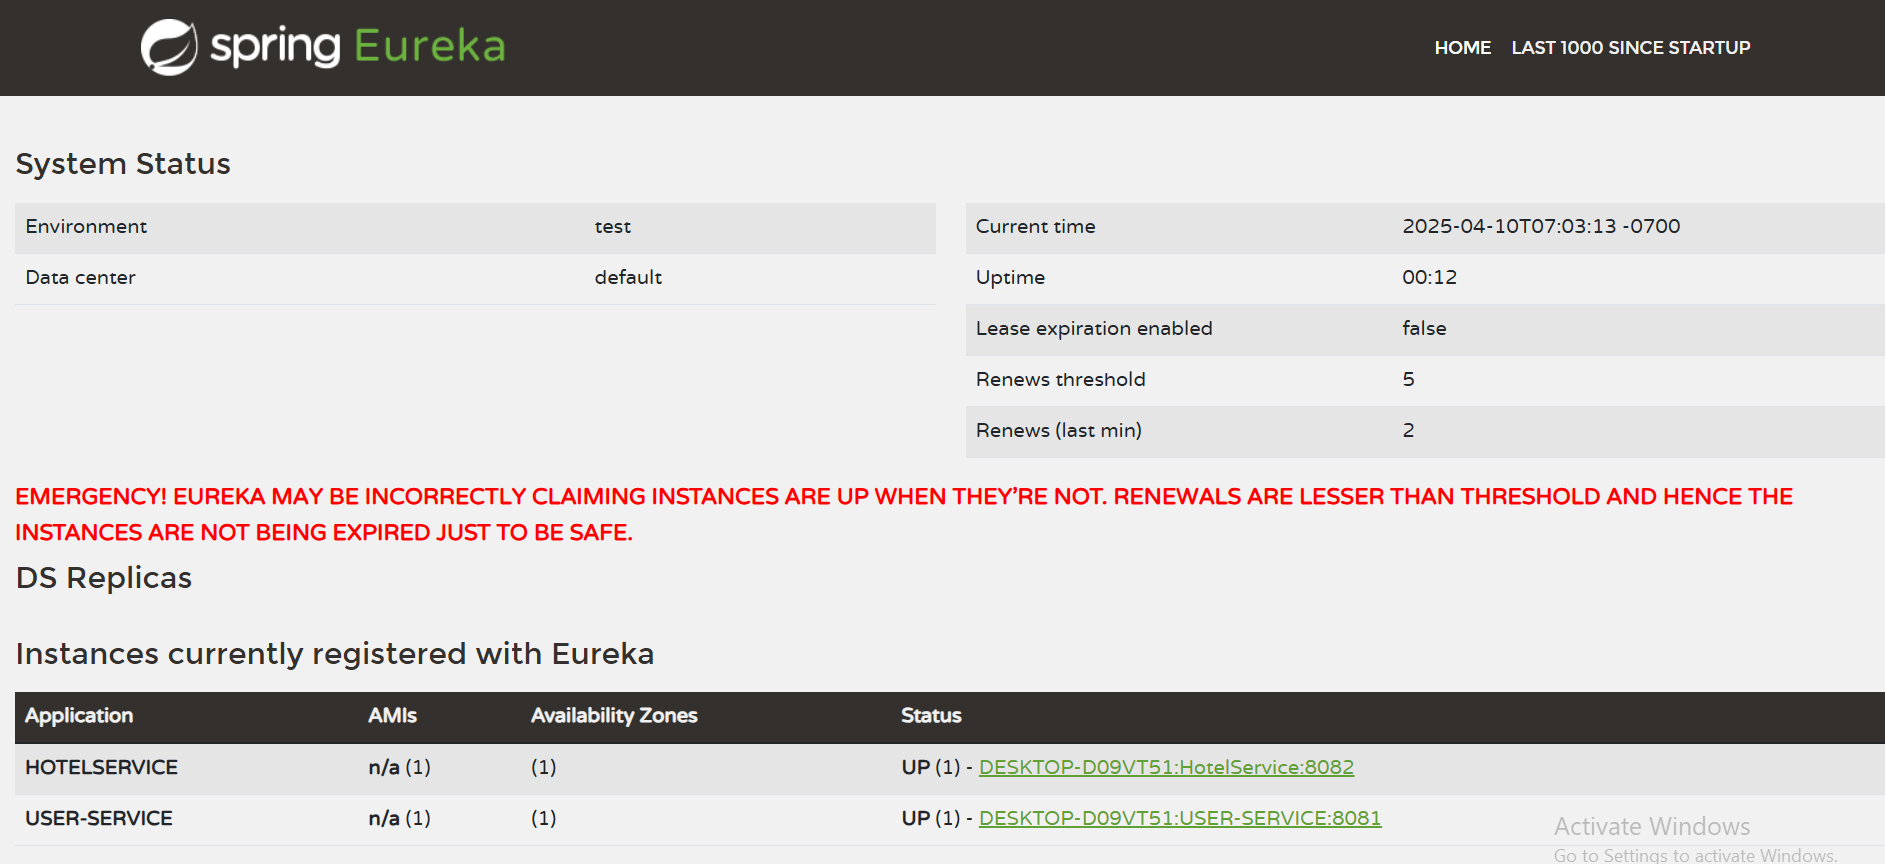 spring Eureka
HOME LAST 1000 SINCE STARTUP
System Status
Environment test
Data center default
Current time 2025-04-10T07:03:13 -0700
Uptime 00:12
Lease expiration enabled false
Renews threshold 5
Renews (last min) 2
EMERGENCY! EUREKA MAY BE INCORRECTLY CLAIMING INSTANCES ARE UP WHEN THEY'RE NOT. RENEWALS ARE LESSER THAN THRESHOLD AND HENCE THE
INSTANCES ARE NOT BEING EXPIRED JUST TO BE SAFE.
DS Replicas
Instances currently registered with Eureka
Application AMIs Availability Zones Status
HOTELSERVICE n/a (1) (1) UP (1) - DESKTOP-D09VT51:HotelService:8082
USER-SERVICE n/a (1) (1) UP (1) - DESKTOP-D09VT51:USER-SERVICE:8081
Activate Windows
Go to Settings to activate Windows.